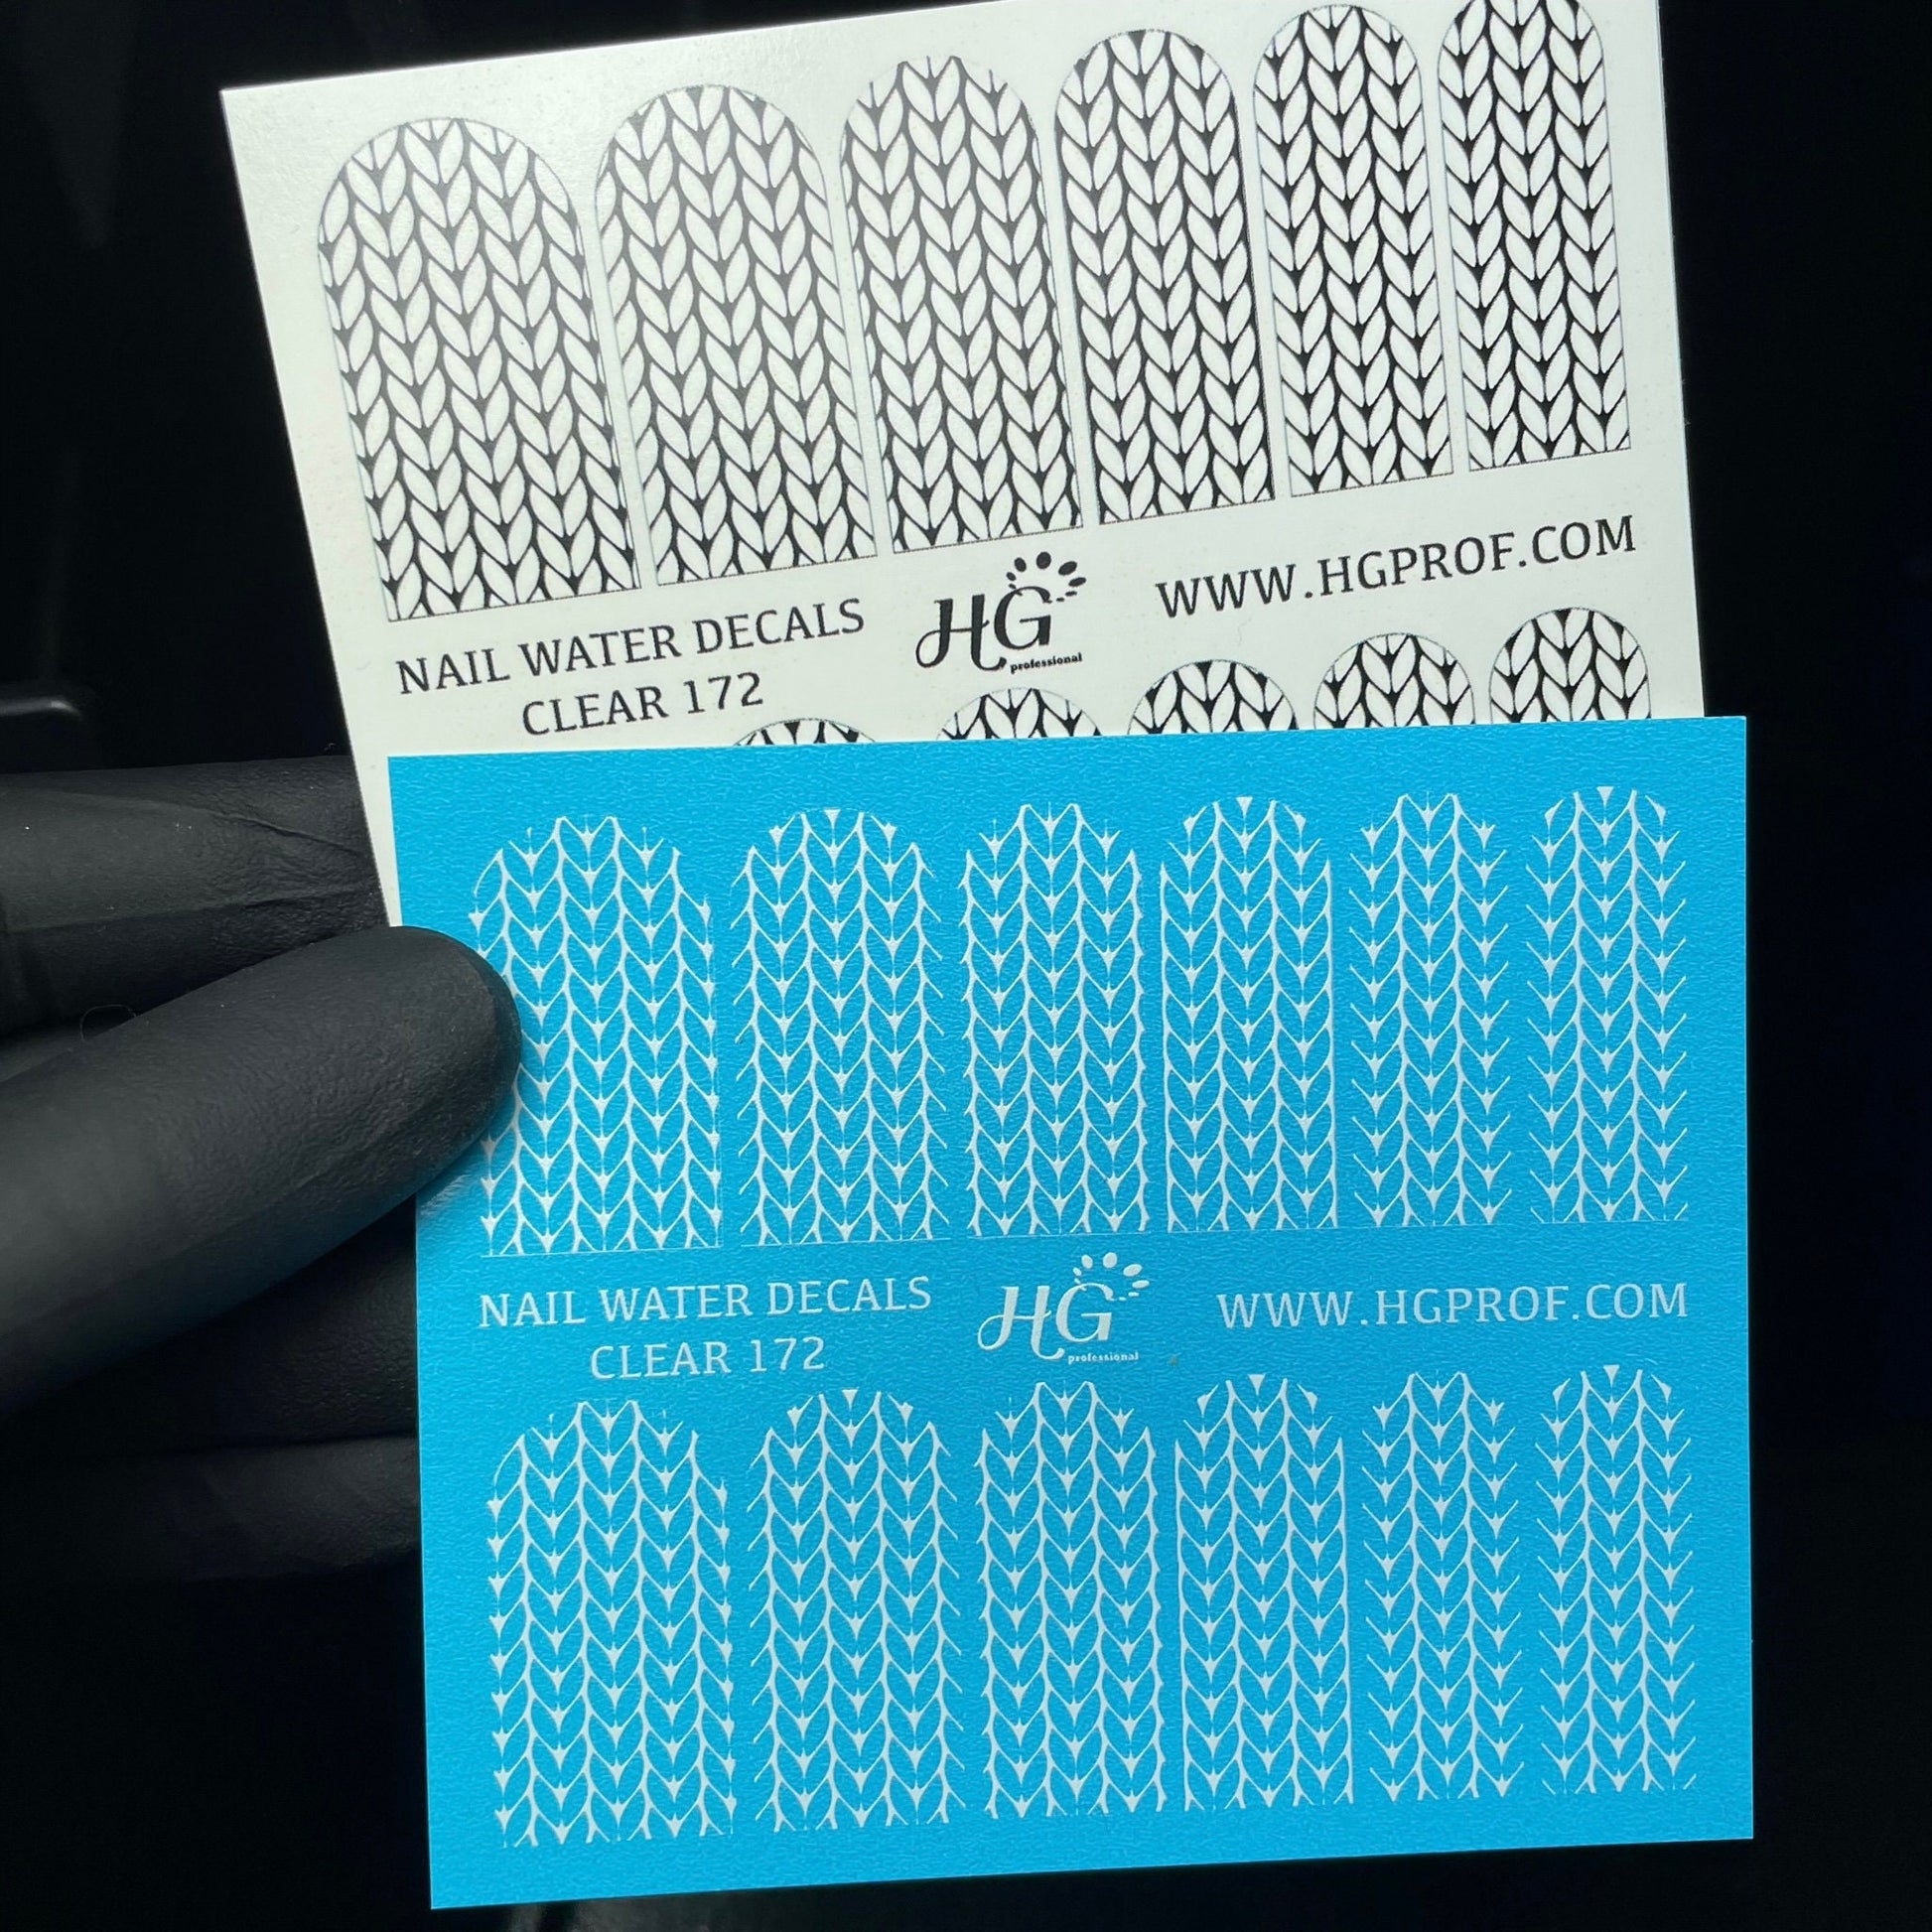 NAIL WATER DECALS
CLEAR 172
HG
professional
WWW.HGPROF.COM
NAIL WATER DECALS
CLEAR 172
HG
professional
WWW.HGPROF.COM